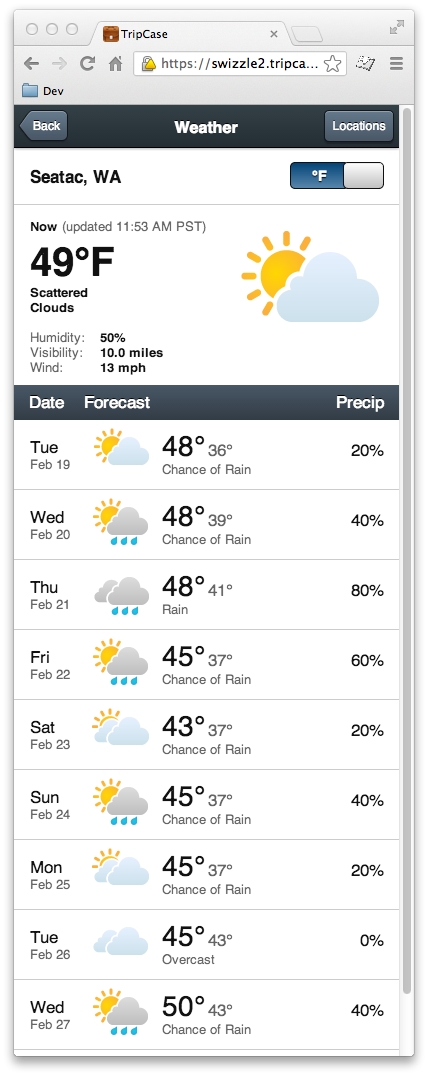 TripCase
https://swizzle2.tripca...
Dev
Back
Weather
Locations
Seatac, WA
°F
Now (updated 11:53 AM PST)
49°F
Scattered
Clouds
Humidity: 50%
Visibility: 10.0 miles
Wind: 13 mph
Date Forecast Precip
Tue 48° 36° 20%
Feb 19 Chance of Rain
Wed 48° 39° 40%
Feb 20 Chance of Rain
Thu 48° 41° 80%
Feb 21 Rain
Fri 45° 37° 60%
Feb 22 Chance of Rain
Sat 43° 37° 20%
Feb 23 Chance of Rain
Sun 45° 37° 40%
Feb 24 Chance of Rain
Mon 45° 37° 20%
Feb 25 Chance of Rain
Tue 45° 43° 0%
Feb 26 Overcast
Wed 50° 43° 40%
Feb 27 Chance of Rain